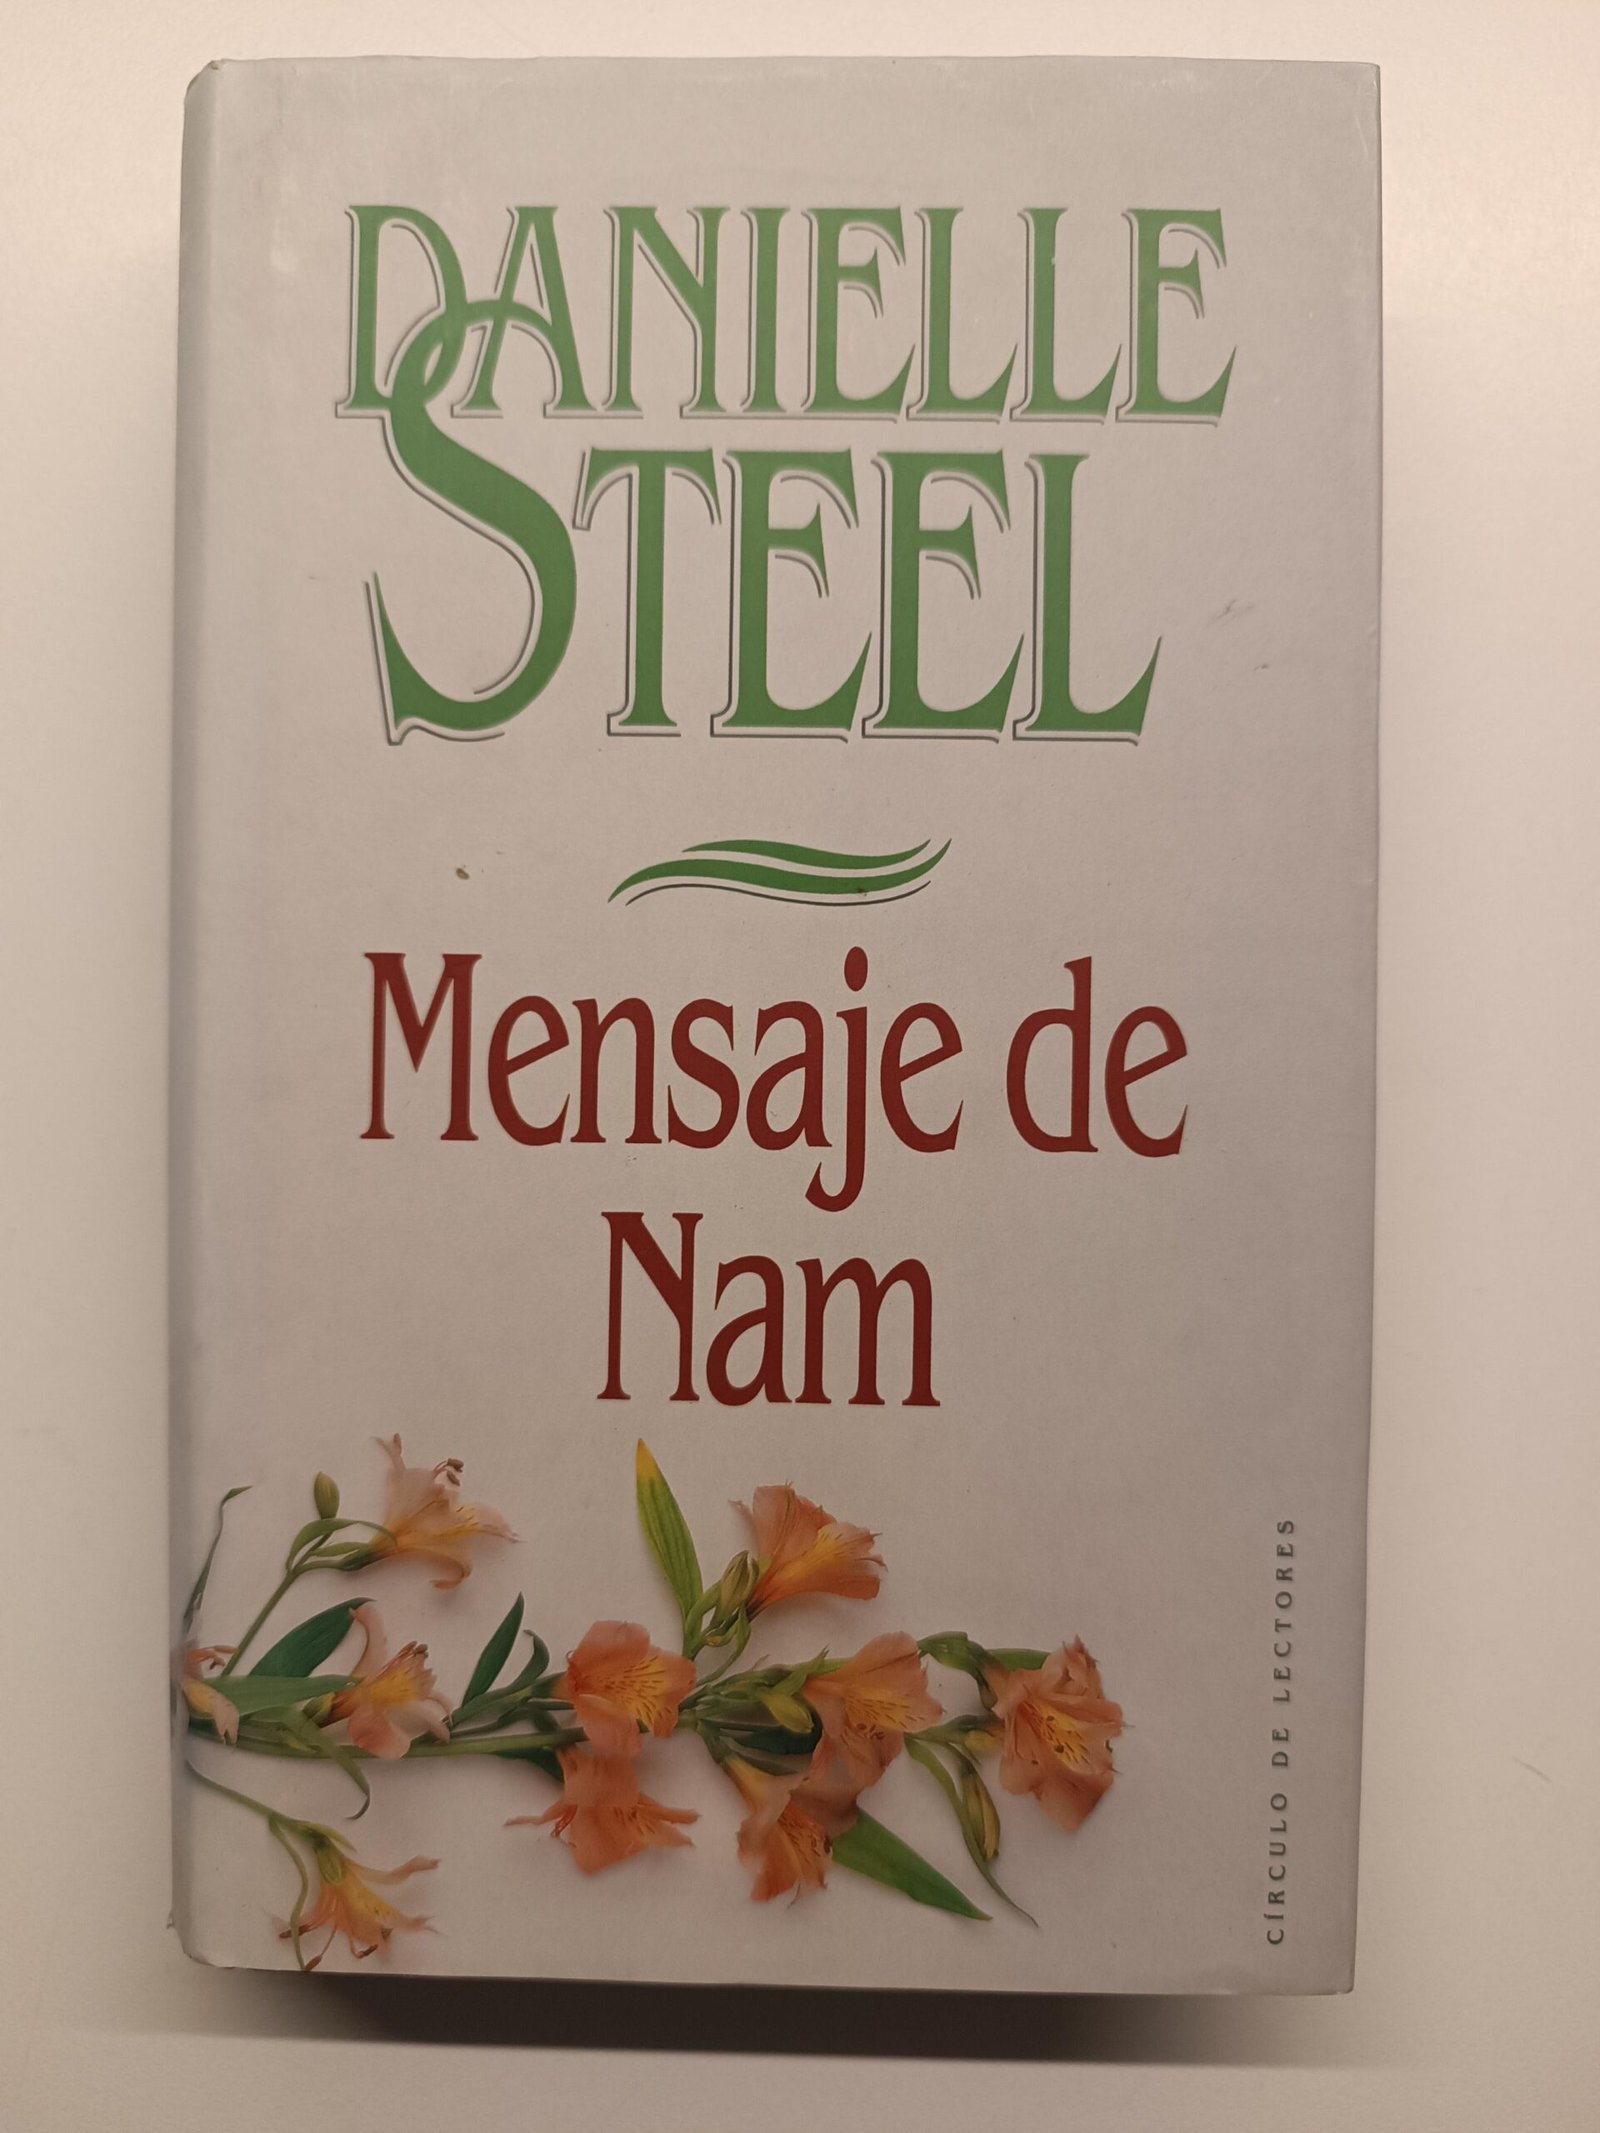 DANIELLE
STEEL
Mensaje de
Nam
CÍRCULO DE LECTORES